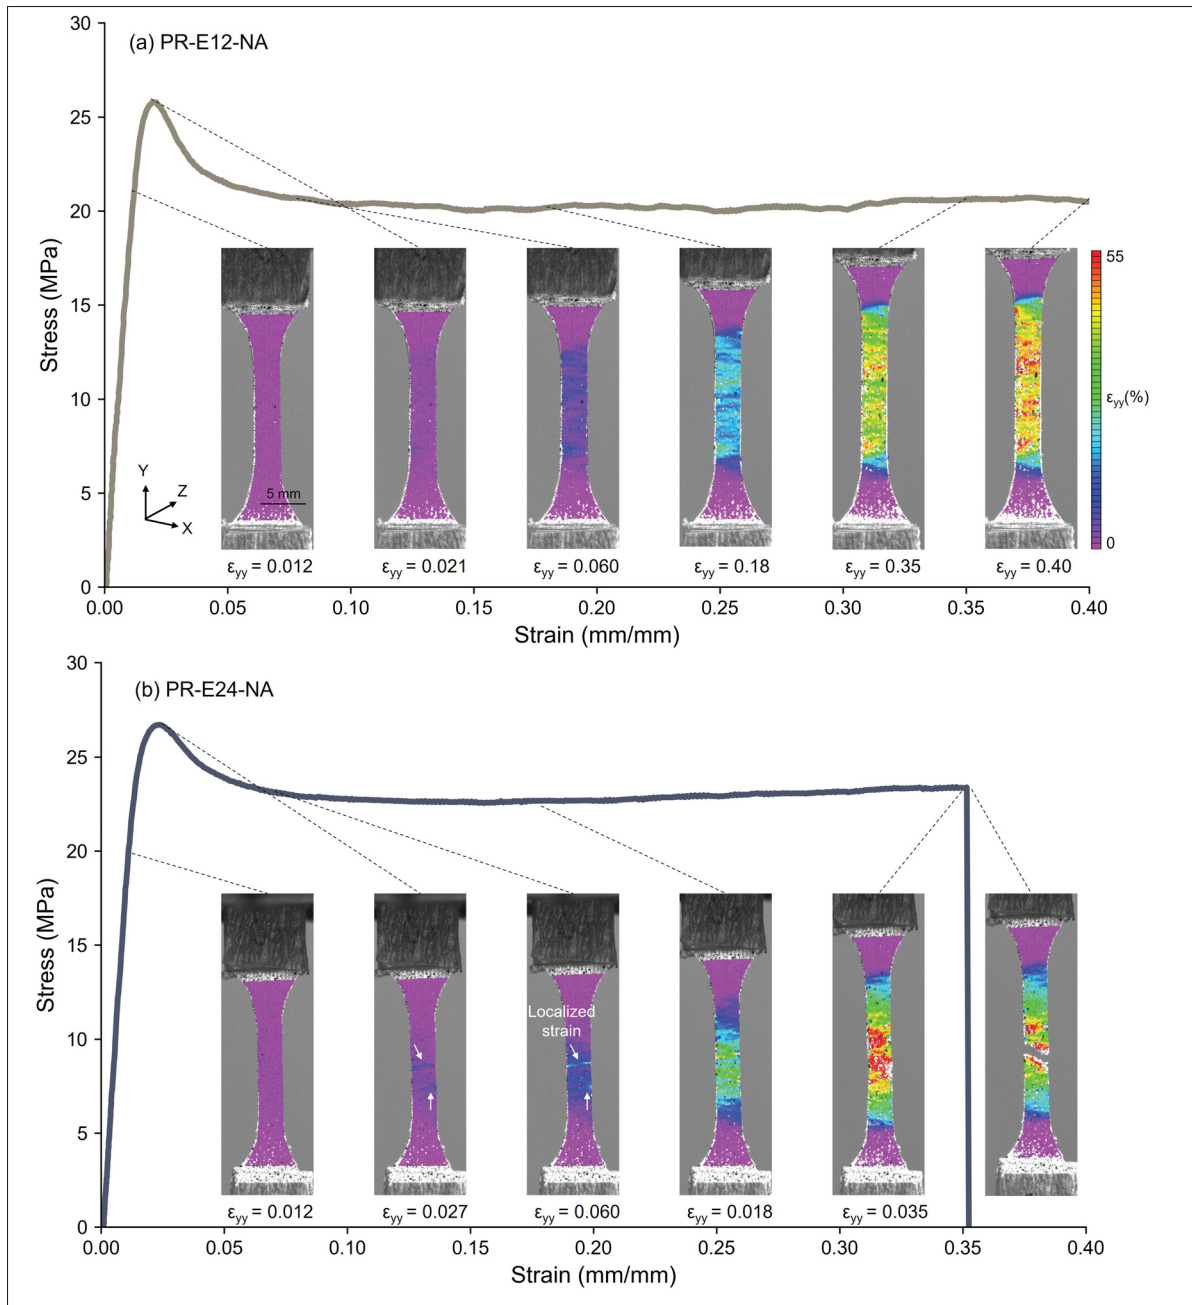 30
(a) PR-E12-NA
25
20
15
10
5
0
Stress (MPa)
55
εyy(%)
0
Y
Z
X
5 mm
εyy = 0.012
εyy = 0.021
εyy = 0.060
εyy = 0.18
εyy = 0.35
εyy = 0.40
0.00
0.05
0.10
0.15
0.20
0.25
0.30
0.35
0.40
Strain (mm/mm)
30
(b) PR-E24-NA
25
20
15
10
5
0
Stress (MPa)
Localized
strain
εyy = 0.012
εyy = 0.027
εyy = 0.060
εyy = 0.018
εyy = 0.035
0.00
0.05
0.10
0.15
0.20
0.25
0.30
0.35
0.40
Strain (mm/mm)